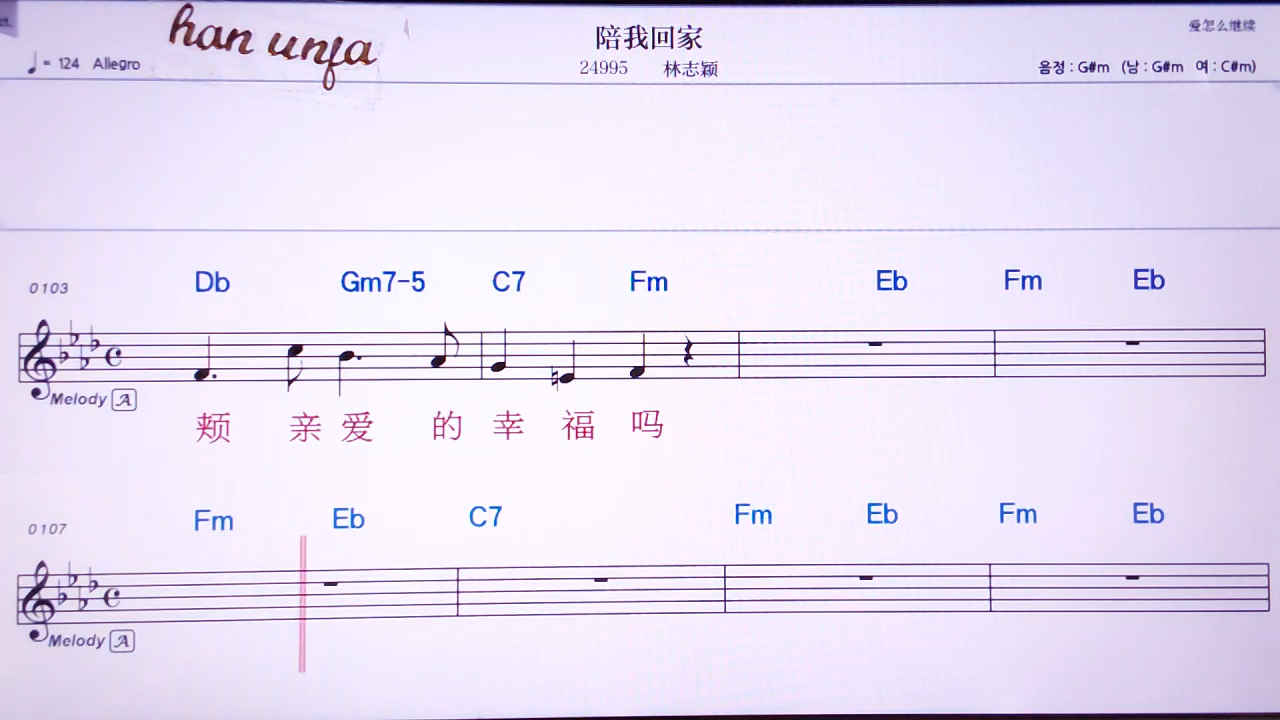 han unfa
陪我回家
爱怎么继续
♩= 124 Allegro
24995 林志颖
음정 : G#m (남 : G#m 여 : C#m)
0103 Db Gm7-5 C7 Fm Eb Fm Eb
Melody A
颊 亲 爱 的 幸 福 吗
0107 Fm Eb C7 Fm Eb Fm Eb
Melody A